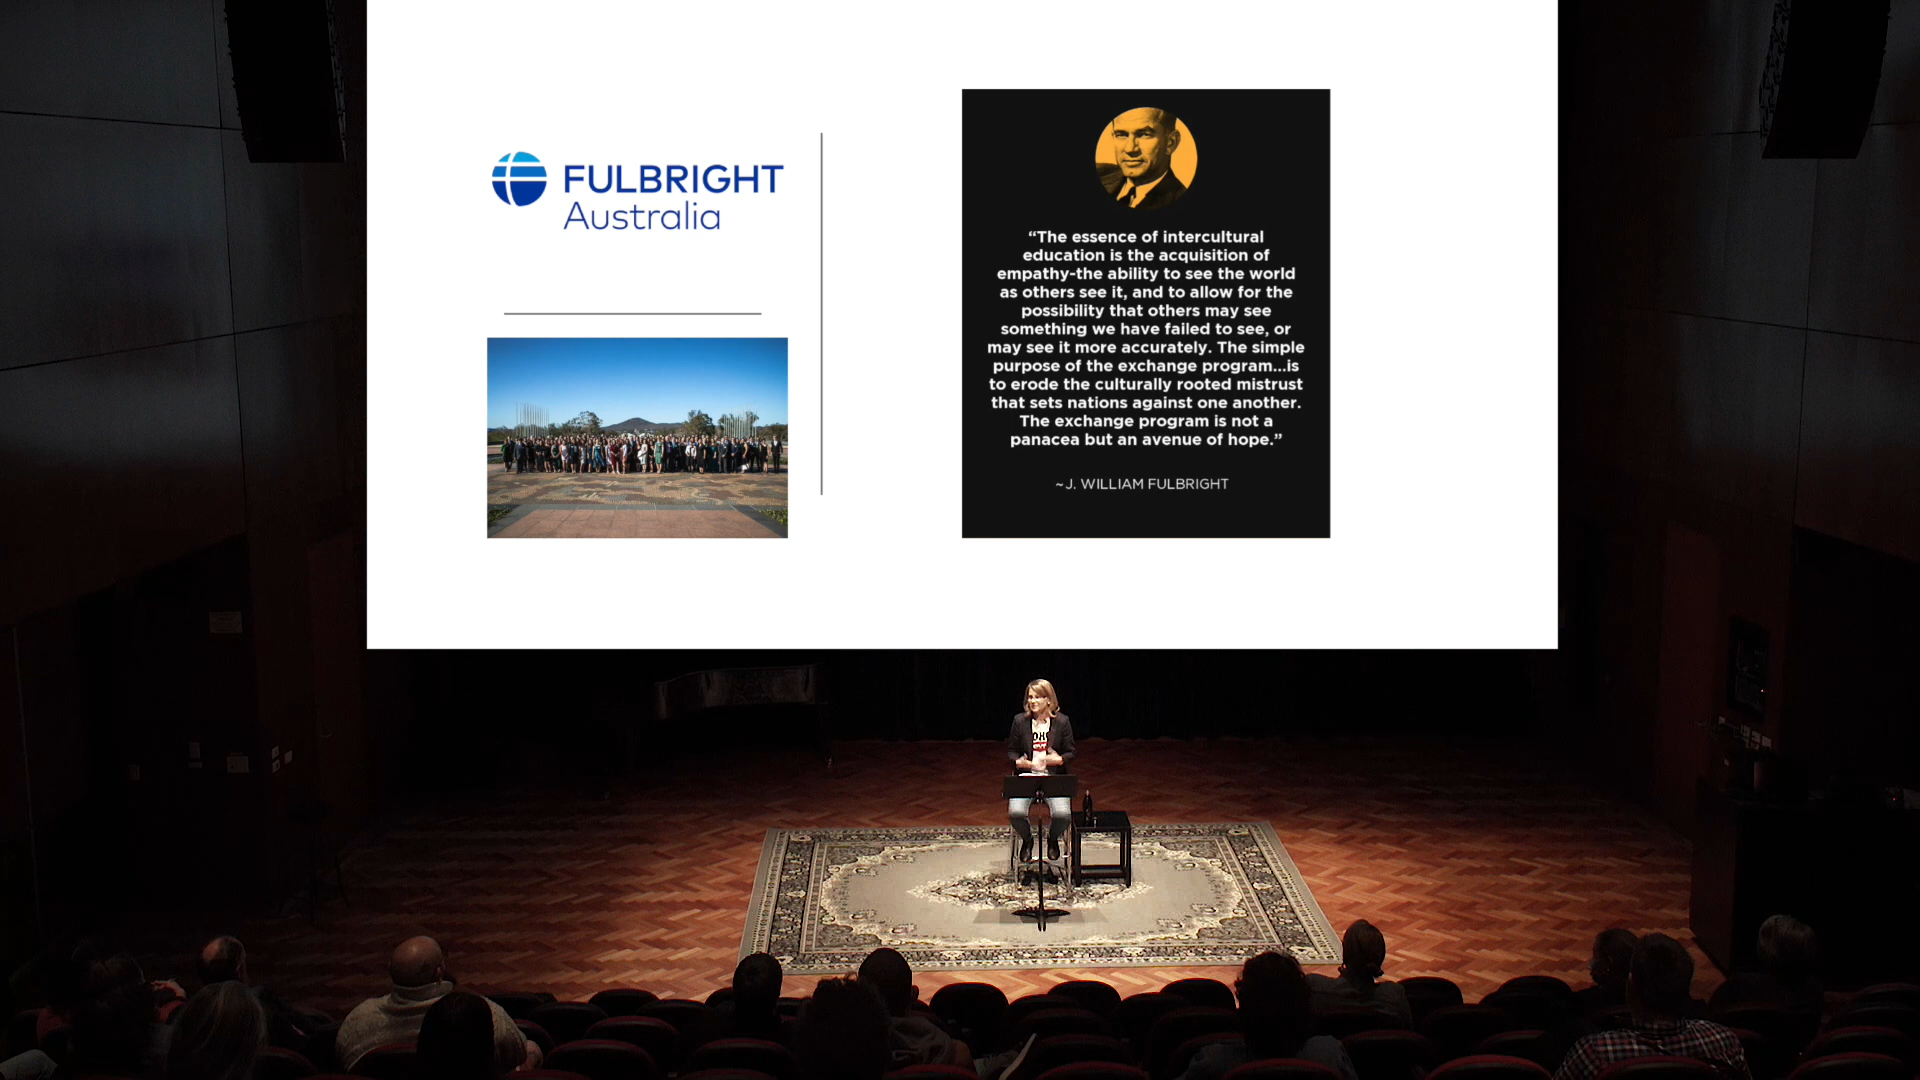 FULBRIGHT
Australia
“The essence of intercultural
education is the acquisition of
empathy-the ability to see the world
as others see it, and to allow for the
possibility that others may see
something we have failed to see, or
may see it more accurately. The simple
purpose of the exchange program...is
to erode the culturally rooted mistrust
that sets nations against one another.
The exchange program is not a
panacea but an avenue of hope.”
~J. WILLIAM FULBRIGHT